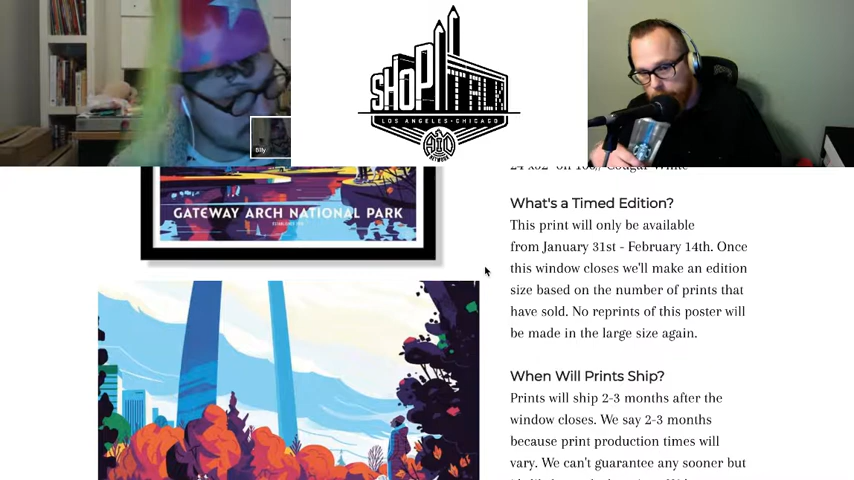 SHOP TALK
LOS ANGELES • CHICAGO
Billy
GATEWAY ARCH NATIONAL PARK
What's a Timed Edition?
This print will only be available
from January 31st - February 14th. Once
this window closes we'll make an edition
size based on the number of prints that
have sold. No reprints of this poster will
be made in the large size again.
When Will Prints Ship?
Prints will ship 2-3 months after the
window closes. We say 2-3 months
because print production times will
vary. We can't guarantee any sooner but